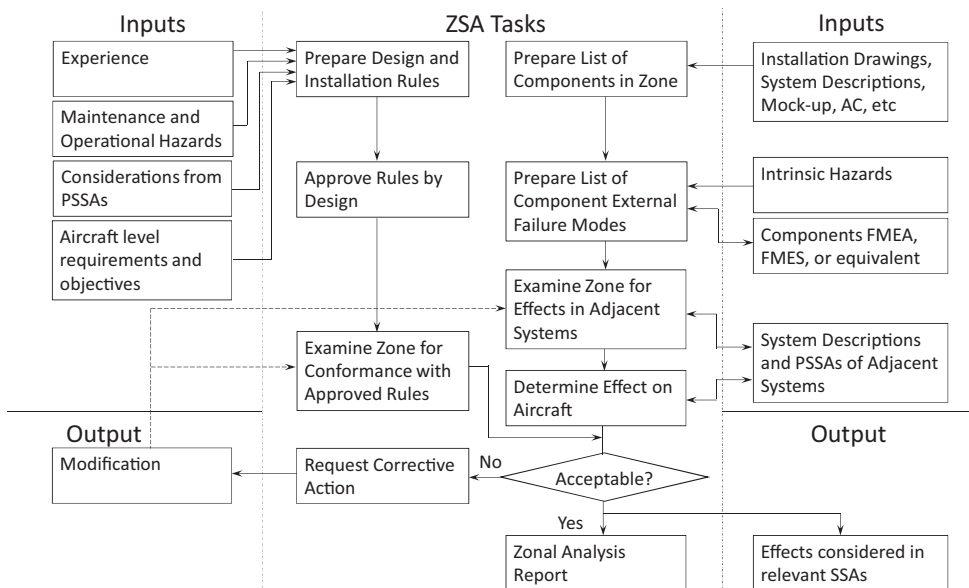 Inputs
ZSA Tasks
Inputs
Experience
Maintenance and
Operational Hazards
Considerations from
PSSAs
Aircraft level
requirements and
objectives
Prepare Design and
Installation Rules
Approve Rules by
Design
Examine Zone for
Conformance with
Approved Rules
Prepare List of
Components in Zone
Prepare List of
Component External
Failure Modes
Examine Zone for
Effects in Adjacent
Systems
Determine Effect on
Aircraft
Installation Drawings,
System Descriptions,
Mock-up, AC, etc
Intrinsic Hazards
Components FMEA,
FMES, or equivalent
System Descriptions
and PSSAs of Adjacent
Systems
Output
Modification
Request Corrective
Action
No
Acceptable?
Yes
Zonal Analysis
Report
Output
Effects considered in
relevant SSAs